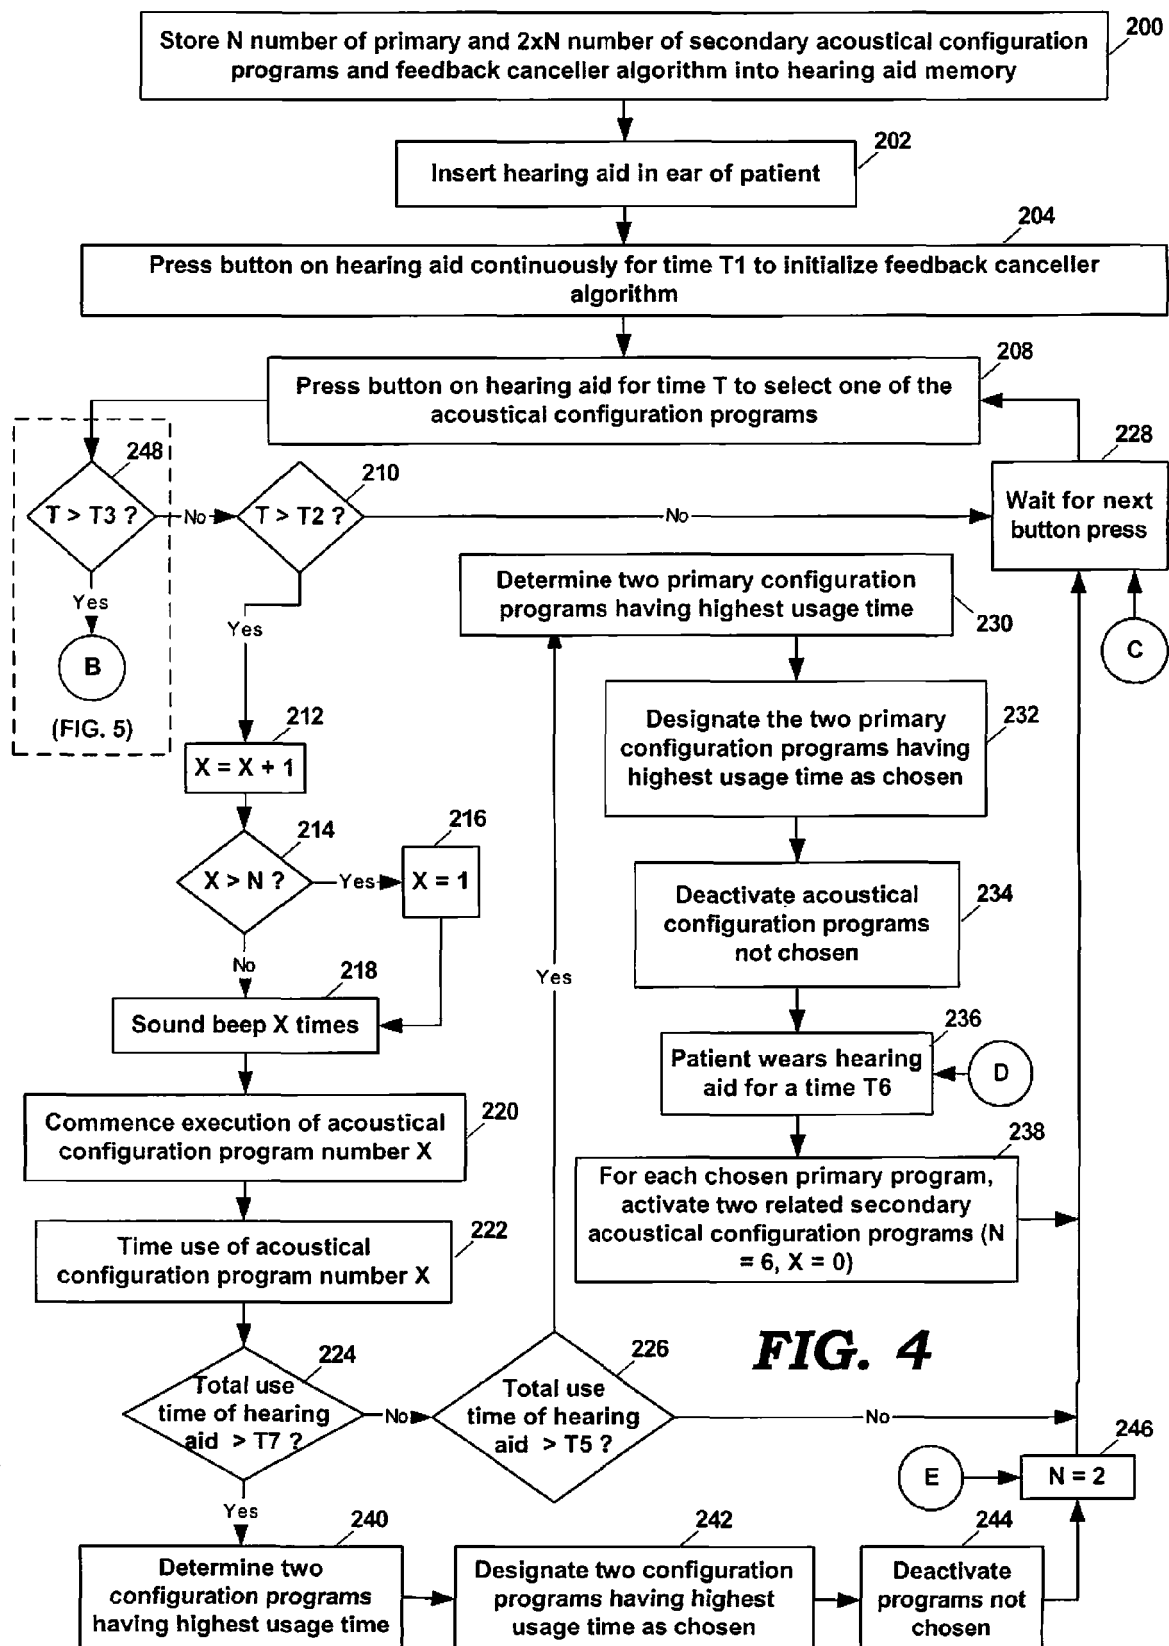 200
Store N number of primary and 2xN number of secondary acoustical configuration
programs and feedback canceller algorithm into hearing aid memory
202
Insert hearing aid in ear of patient
204
Press button on hearing aid continuously for time T1 to initialize feedback canceller
algorithm
208
Press button on hearing aid for time T to select one of the
acoustical configuration programs
248
T > T3 ?
No
210
T > T2 ?
No
228
Wait for next
button press
Yes
B
(FIG. 5)
Yes
C
Determine two primary configuration
programs having highest usage time
230
212
X = X + 1
232
Designate the two primary
configuration programs having
highest usage time as chosen
214
X > N ?
Yes
216
X = 1
No
234
Deactivate acoustical
configuration programs
not chosen
Yes
218
Sound beep X times
236
Patient wears hearing
aid for a time T6
D
220
Commence execution of acoustical
configuration program number X
238
For each chosen primary program,
activate two related secondary
acoustical configuration programs (N
= 6, X = 0)
222
Time use of acoustical
configuration program number X
FIG. 4
224
Total use
time of hearing
aid > T7 ?
No
226
Total use
time of hearing
aid > T5 ?
No
246
N = 2
E
Yes
240
Determine two
configuration programs
having highest usage time
242
Designate two configuration
programs having highest
usage time as chosen
244
Deactivate
programs not
chosen